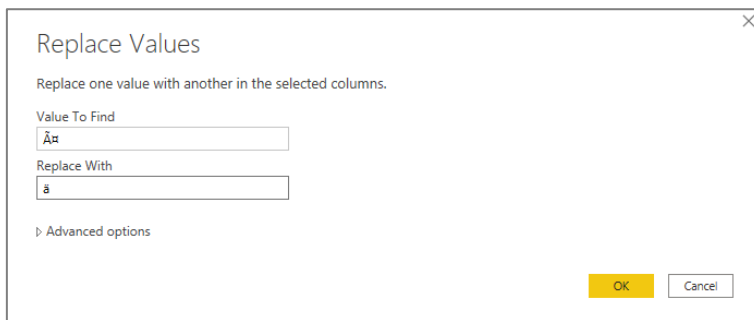 Replace Values
Replace one value with another in the selected columns.
Value To Find
Ã¤
Replace With
ä
Advanced options
OK Cancel